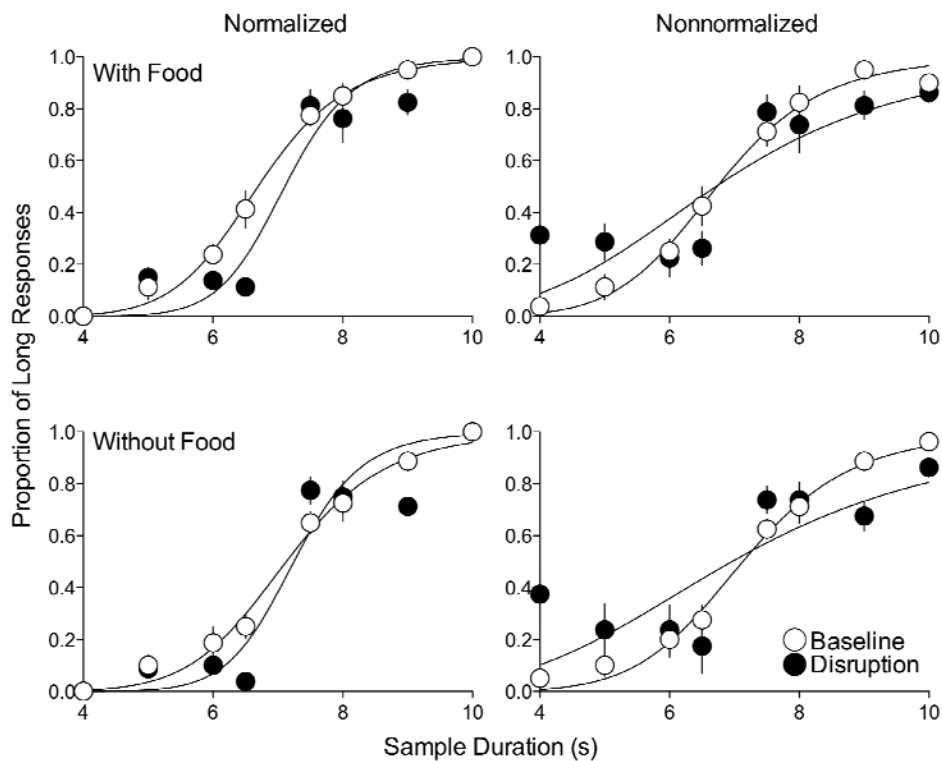 Normalized
Nonnormalized
With Food
1.0
0.8
0.6
0.4
0.2
0.0
4 6 8 10
1.0
0.8
0.6
0.4
0.2
0.0
4 6 8 10
Without Food
1.0
0.8
0.6
0.4
0.2
0.0
4 6 8 10
1.0
0.8
0.6
0.4
0.2
0.0
4 6 8 10
Baseline
Disruption
Proportion of Long Responses
Sample Duration (s)